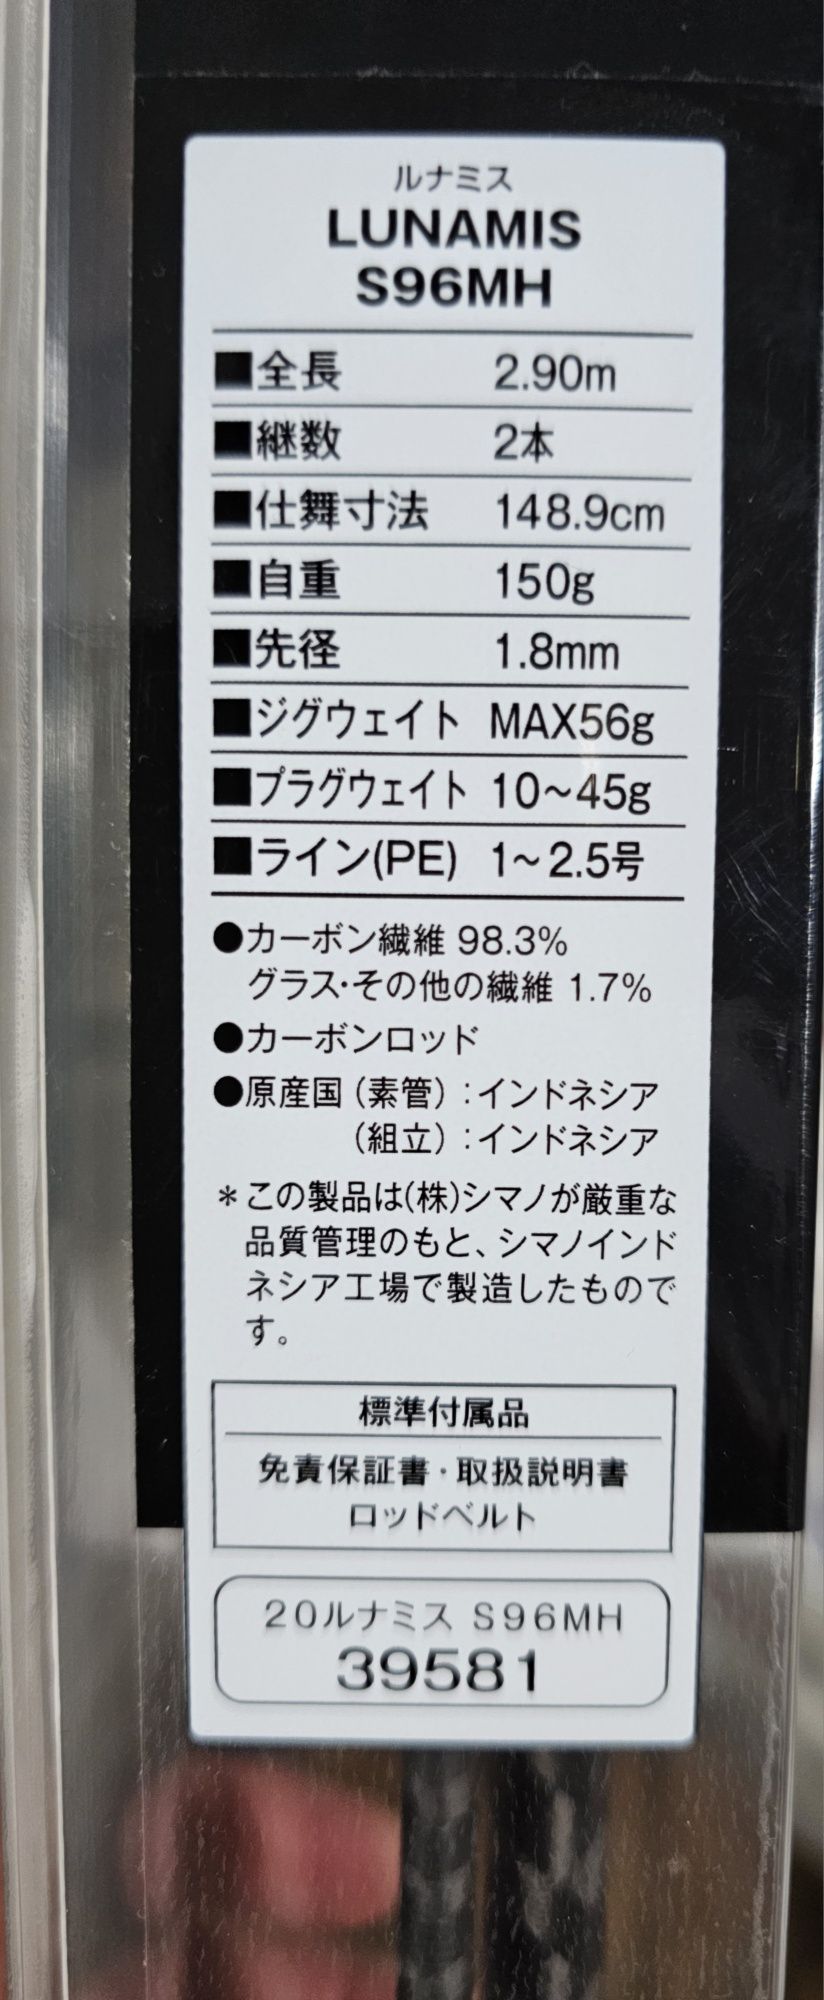 ルナミス
LUNAMIS
S96MH
■全長 2.90m
■継数 2本
■仕舞寸法 148.9cm
■自重 150g
■先径 1.8mm
■ジグウェイト MAX56g
■プラグウェイト 10~45g
■ライン(PE) 1~2.5号
●カーボン繊維 98.3%
グラス・その他の繊維 1.7%
●カーボンロッド
●原産国(素管):インドネシア
(組立):インドネシア
*この製品は(株)シマノが厳重な
品質管理のもと、シマノインド
ネシア工場で製造したもので
す。
標準付属品
免責保証書・取扱説明書
ロッドベルト
20ルナミス S96MH
39581